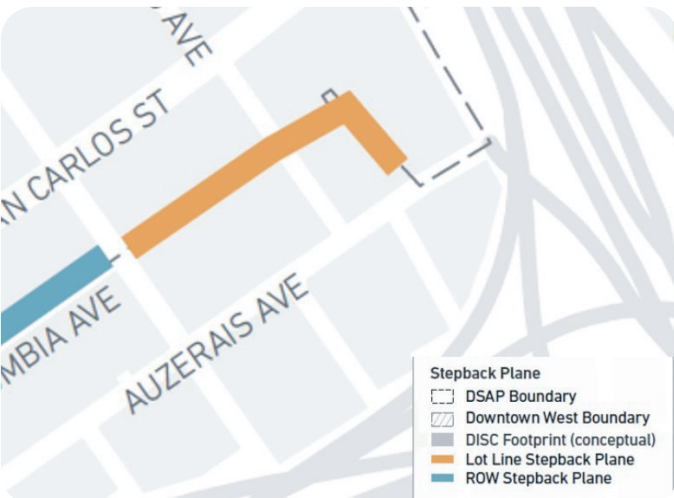 S AVE
AN CARLOS ST
MBIA AVE
AUZERAIS AVE
Stepback Plane
DSAP Boundary
Downtown West Boundary
DISC Footprint (conceptual)
Lot Line Stepback Plane
ROW Stepback Plane